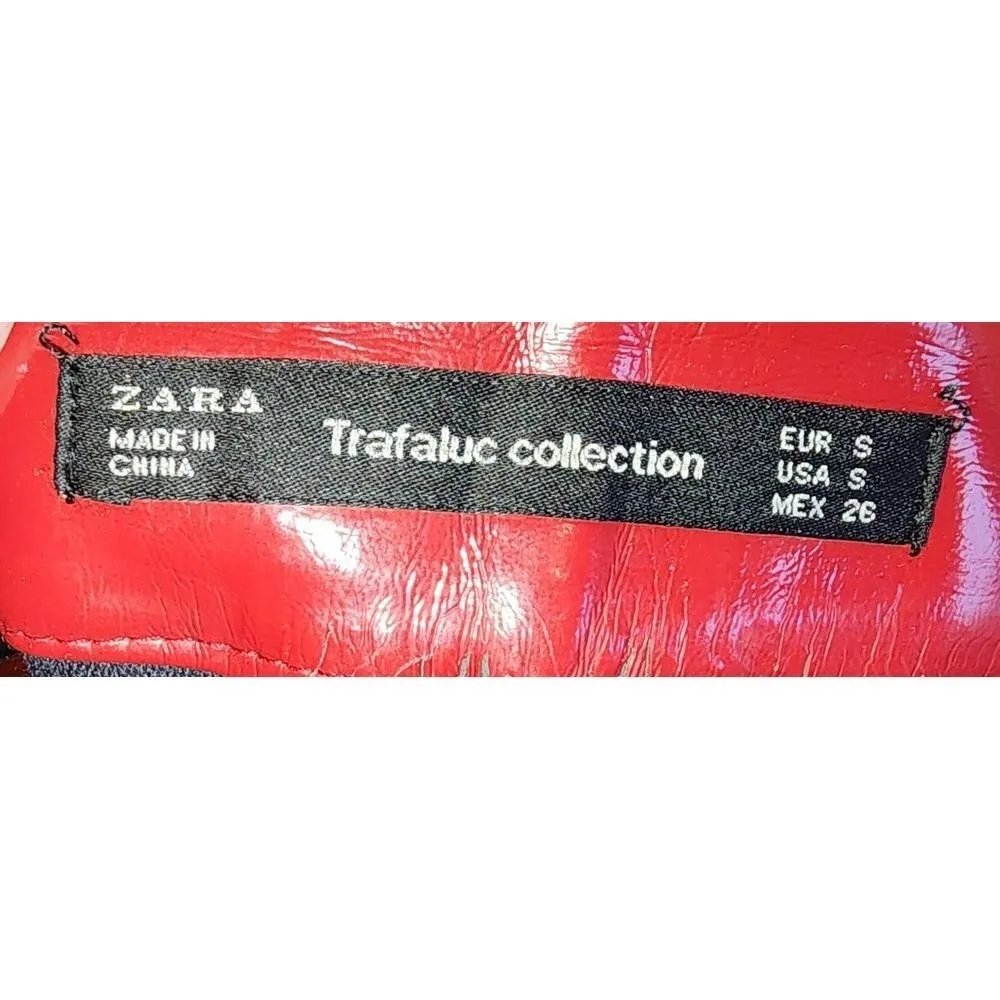 ZARA
MADE IN
CHINA
Trafaluc collection
EUR S
USA S
MEX 26